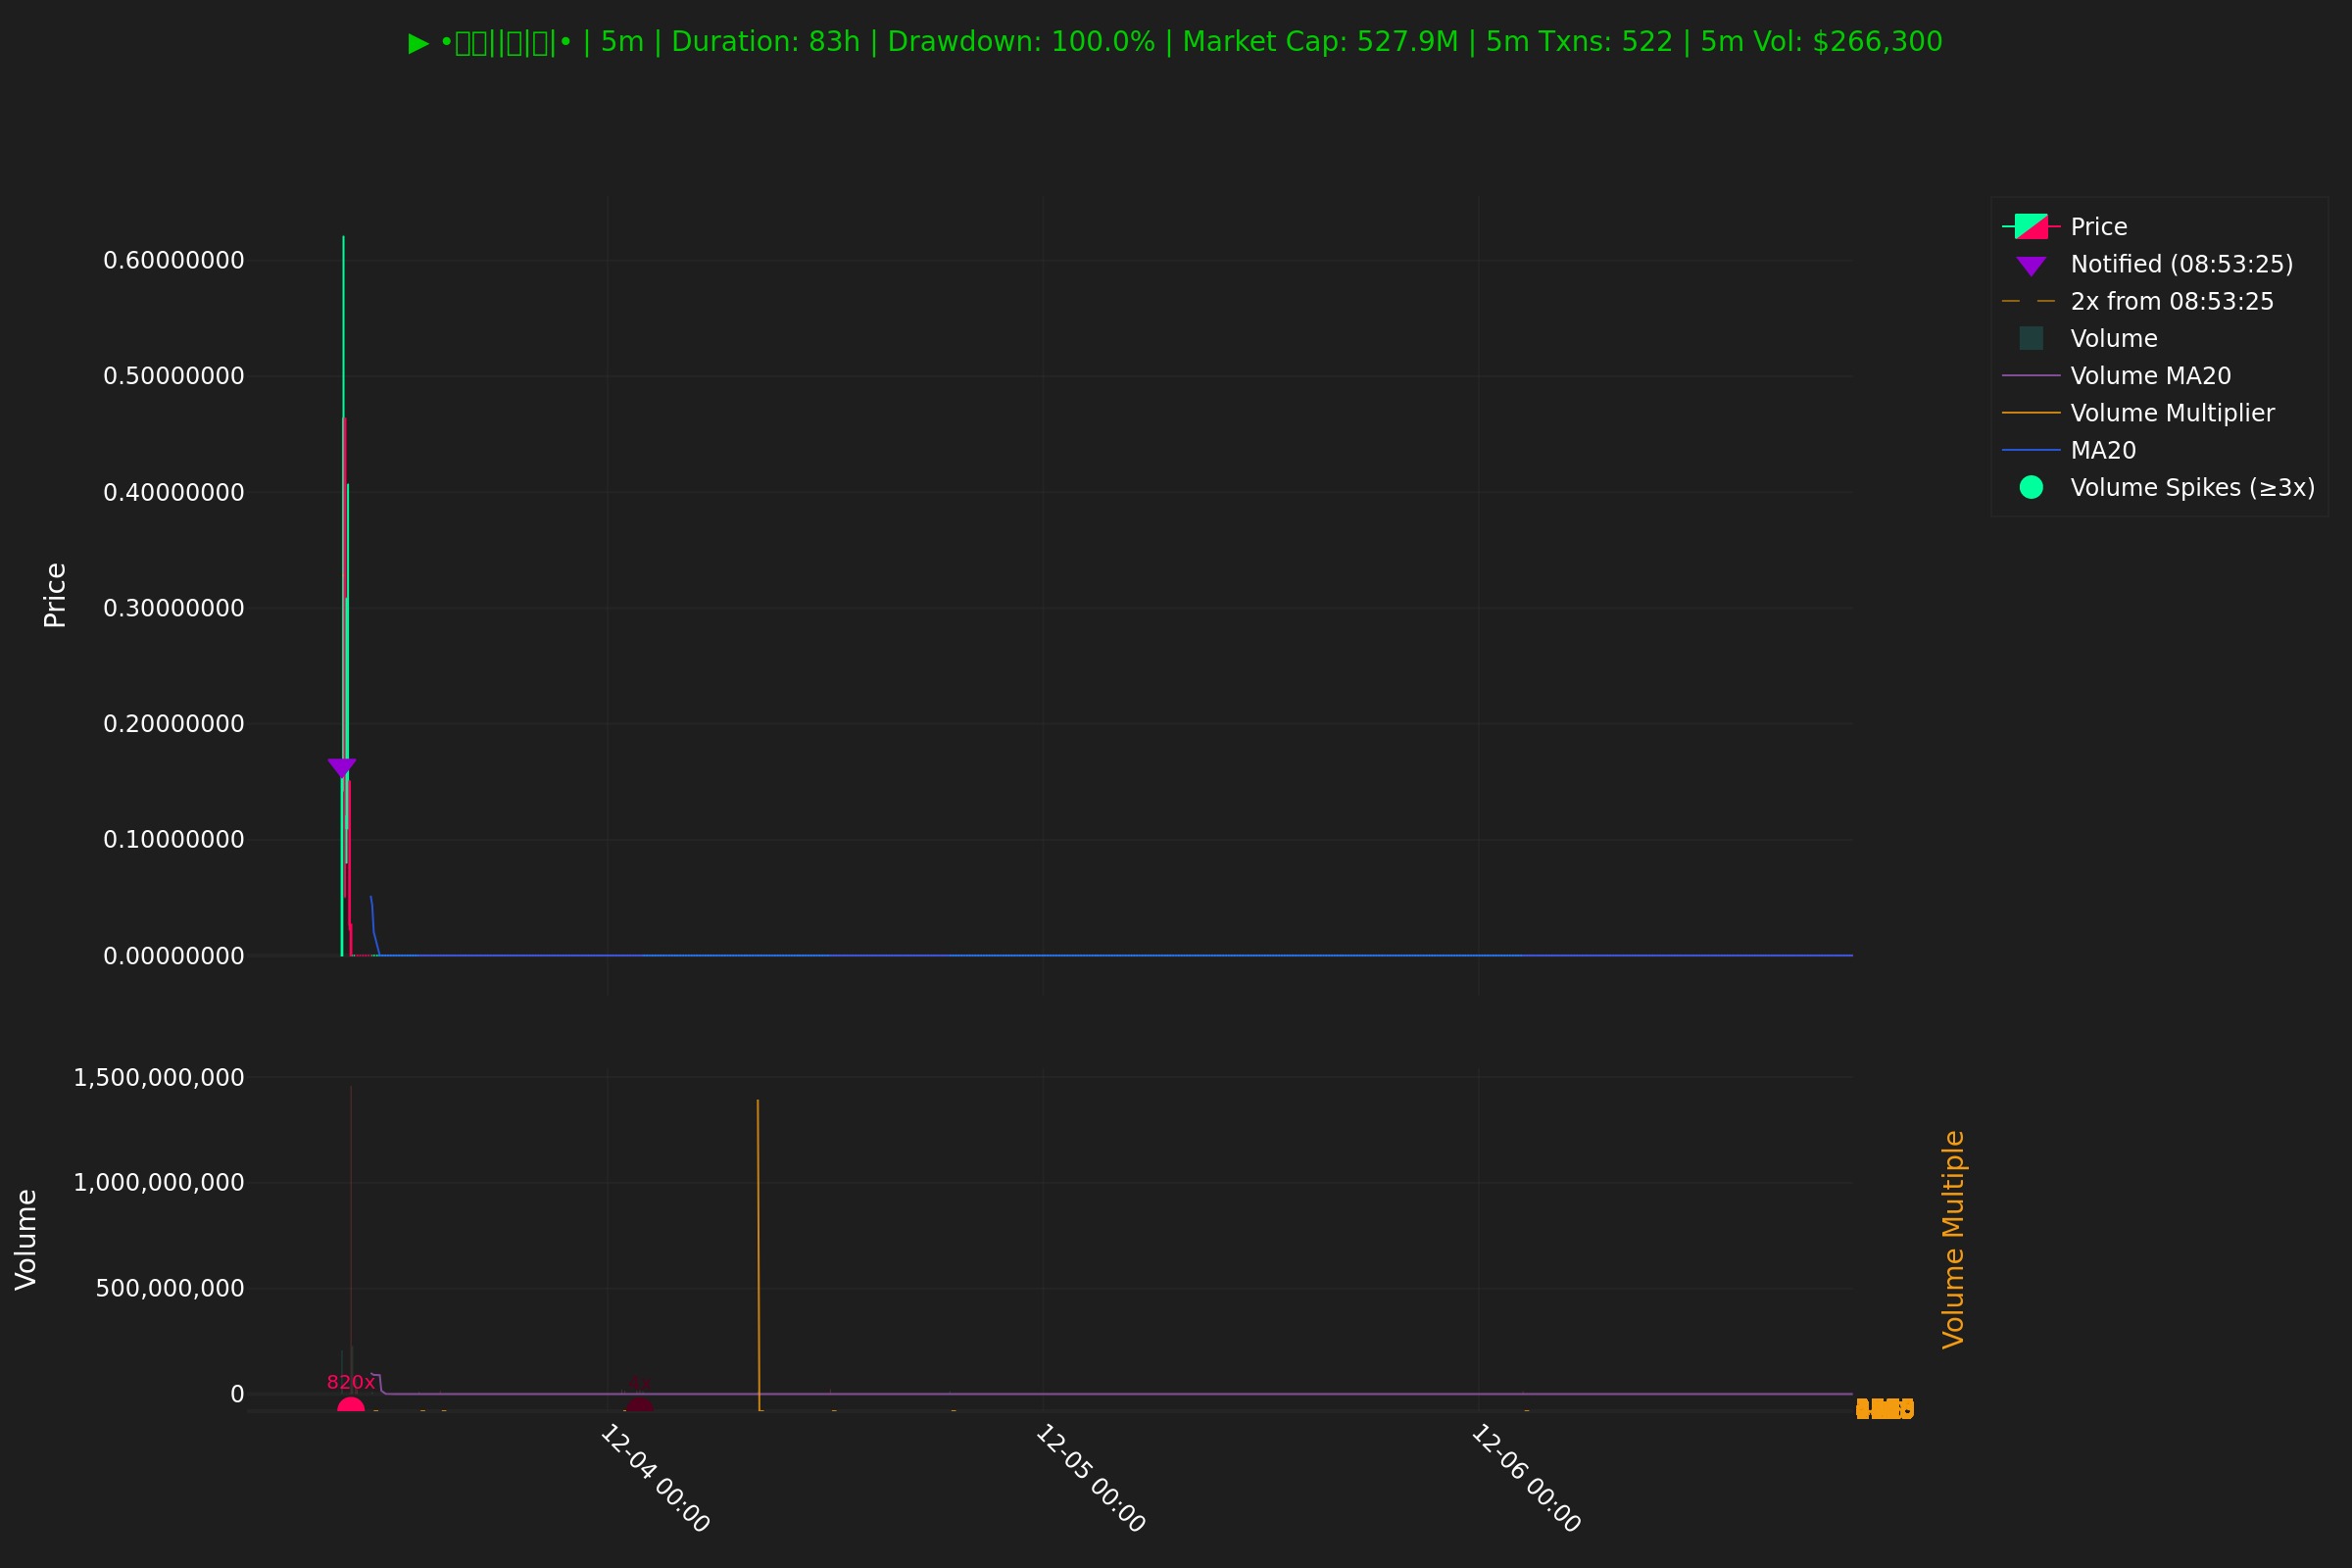 ▶ •||||• | 5m | Duration: 83h | Drawdown: 100.0% | Market Cap: 527.9M | 5m Txns: 522 | 5m Vol: $266,300
Price
Notified (08:53:25)
2x from 08:53:25
Volume
Volume MA20
Volume Multiplier
MA20
Volume Spikes (≥3x)
Price
0.60000000
0.50000000
0.40000000
0.30000000
0.20000000
0.10000000
0.00000000
Volume
1,500,000,000
1,000,000,000
500,000,000
0
820x
Volume Multiple
12-04 00:00
12-05 00:00
12-06 00:00